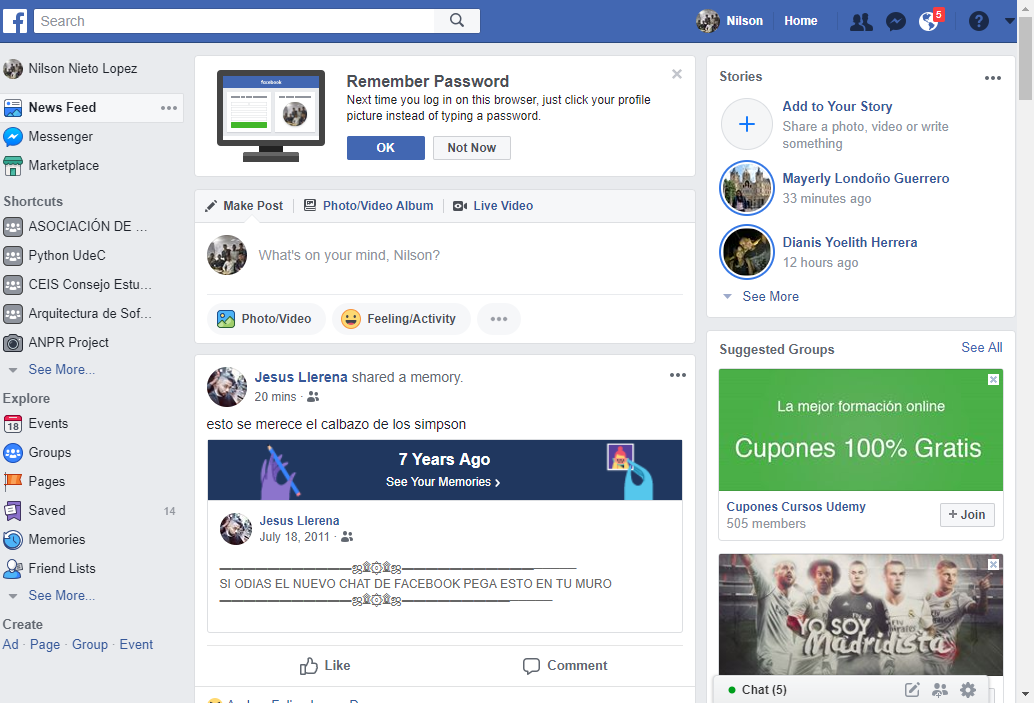 f Search Nilson Home 5
Nilson Nieto Lopez
News Feed
Messenger
Marketplace
Shortcuts
ASOCIACIÓN DE ...
Python UdeC
CEIS Consejo Estu...
Arquitectura de Sof...
ANPR Project
See More...
Explore
18 Events
Groups
Pages
Saved 14
Memories
Friend Lists
See More...
Create
Ad · Page · Group · Event
facebook
Remember Password
Next time you log in on this browser, just click your profile
picture instead of typing a password.
OK Not Now
Make Post Photo/Video Album Live Video
What's on your mind, Nilson?
Photo/Video Feeling/Activity
Jesus Llerena shared a memory.
20 mins ·
esto se merece el calbazo de los simpson
7 Years Ago
See Your Memories ›
Jesus Llerena
July 18, 2011 ·
SI ODIAS EL NUEVO CHAT DE FACEBOOK PEGA ESTO EN TU MURO
Like Comment
Stories
Add to Your Story
Share a photo, video or write
something
Mayerly Londoño Guerrero
33 minutes ago
Dianis Yoelith Herrera
12 hours ago
See More
Suggested Groups See All
La mejor formación online
Cupones 100% Gratis
Cupones Cursos Udemy
505 members
+ Join
YO SOY
Madridista
Chat (5)